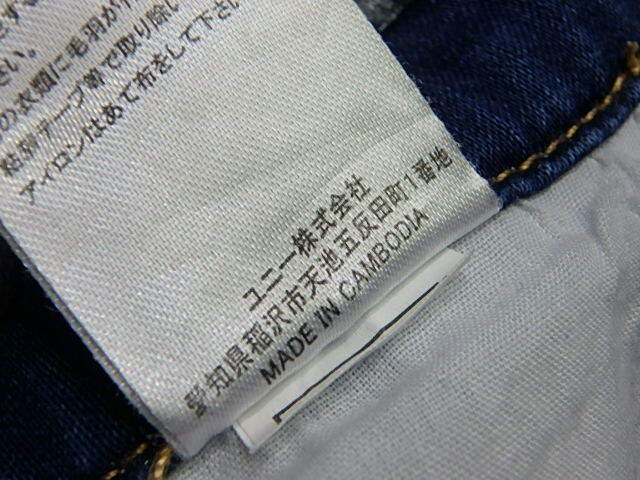 さい。
の衣類に毛羽が
粘着テープ等で取り除い
アイロンはあて布をして下さ
ユニー株式会社
愛知県稲沢市天池五反田町1番地
MADE IN CAMBODIA